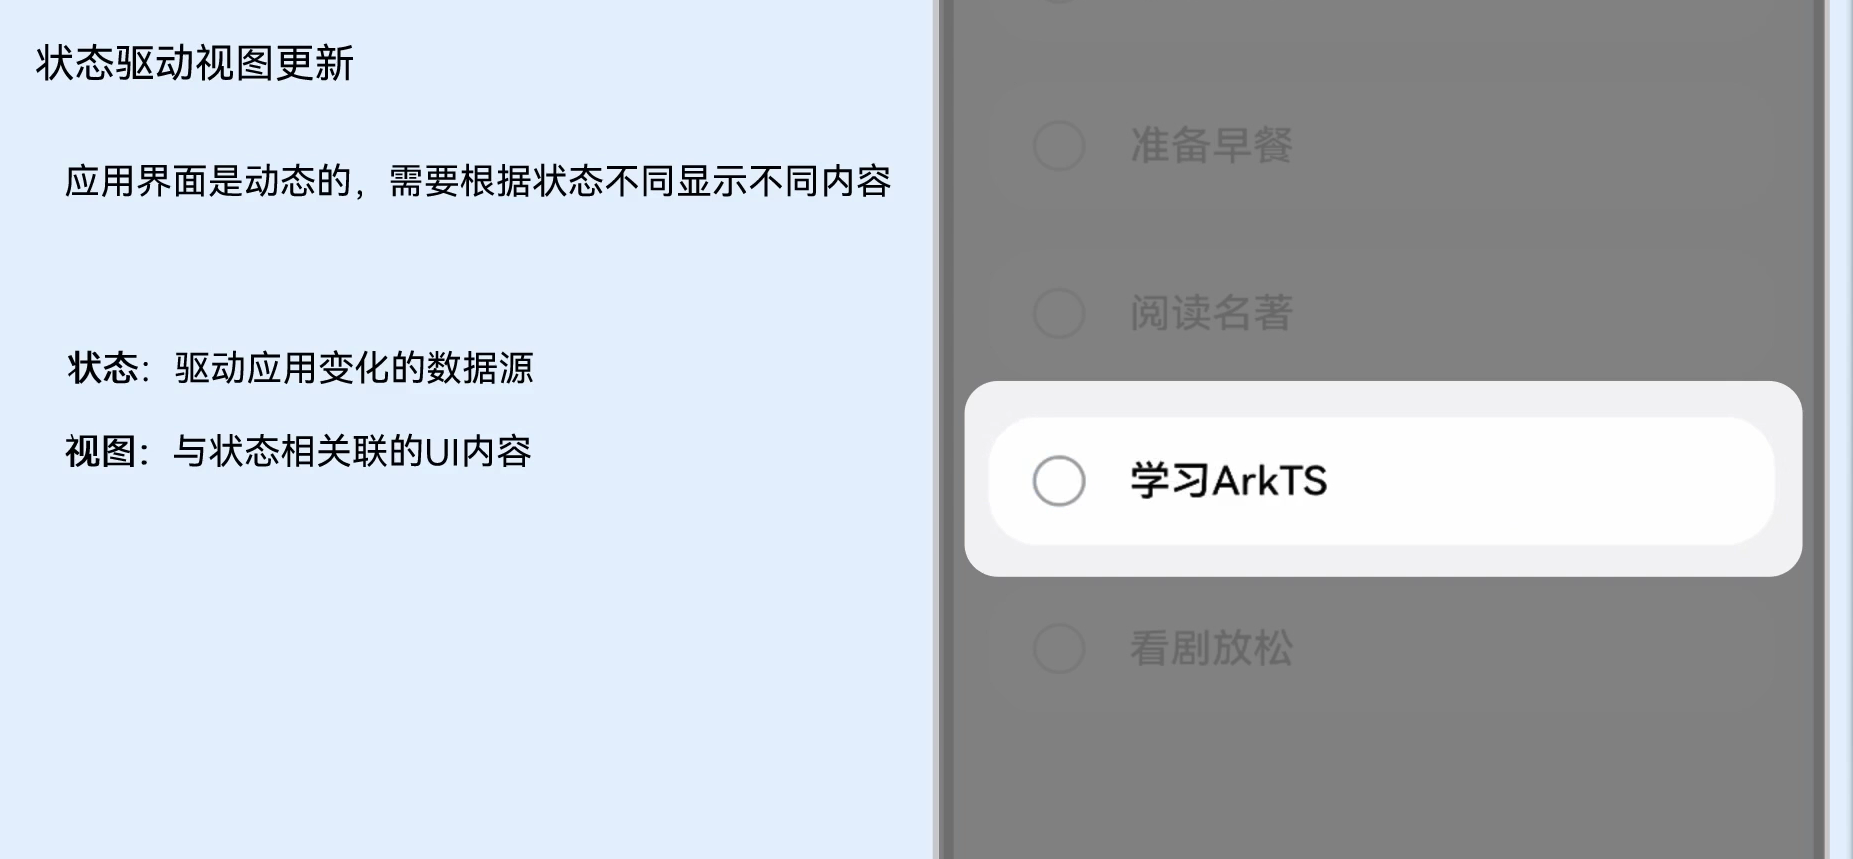 状态驱动视图更新
应用界面是动态的，需要根据状态不同显示不同内容
状态：驱动应用变化的数据源
视图：与状态相关联的UI内容
准备早餐
阅读名著
学习ArkTS
看剧放松